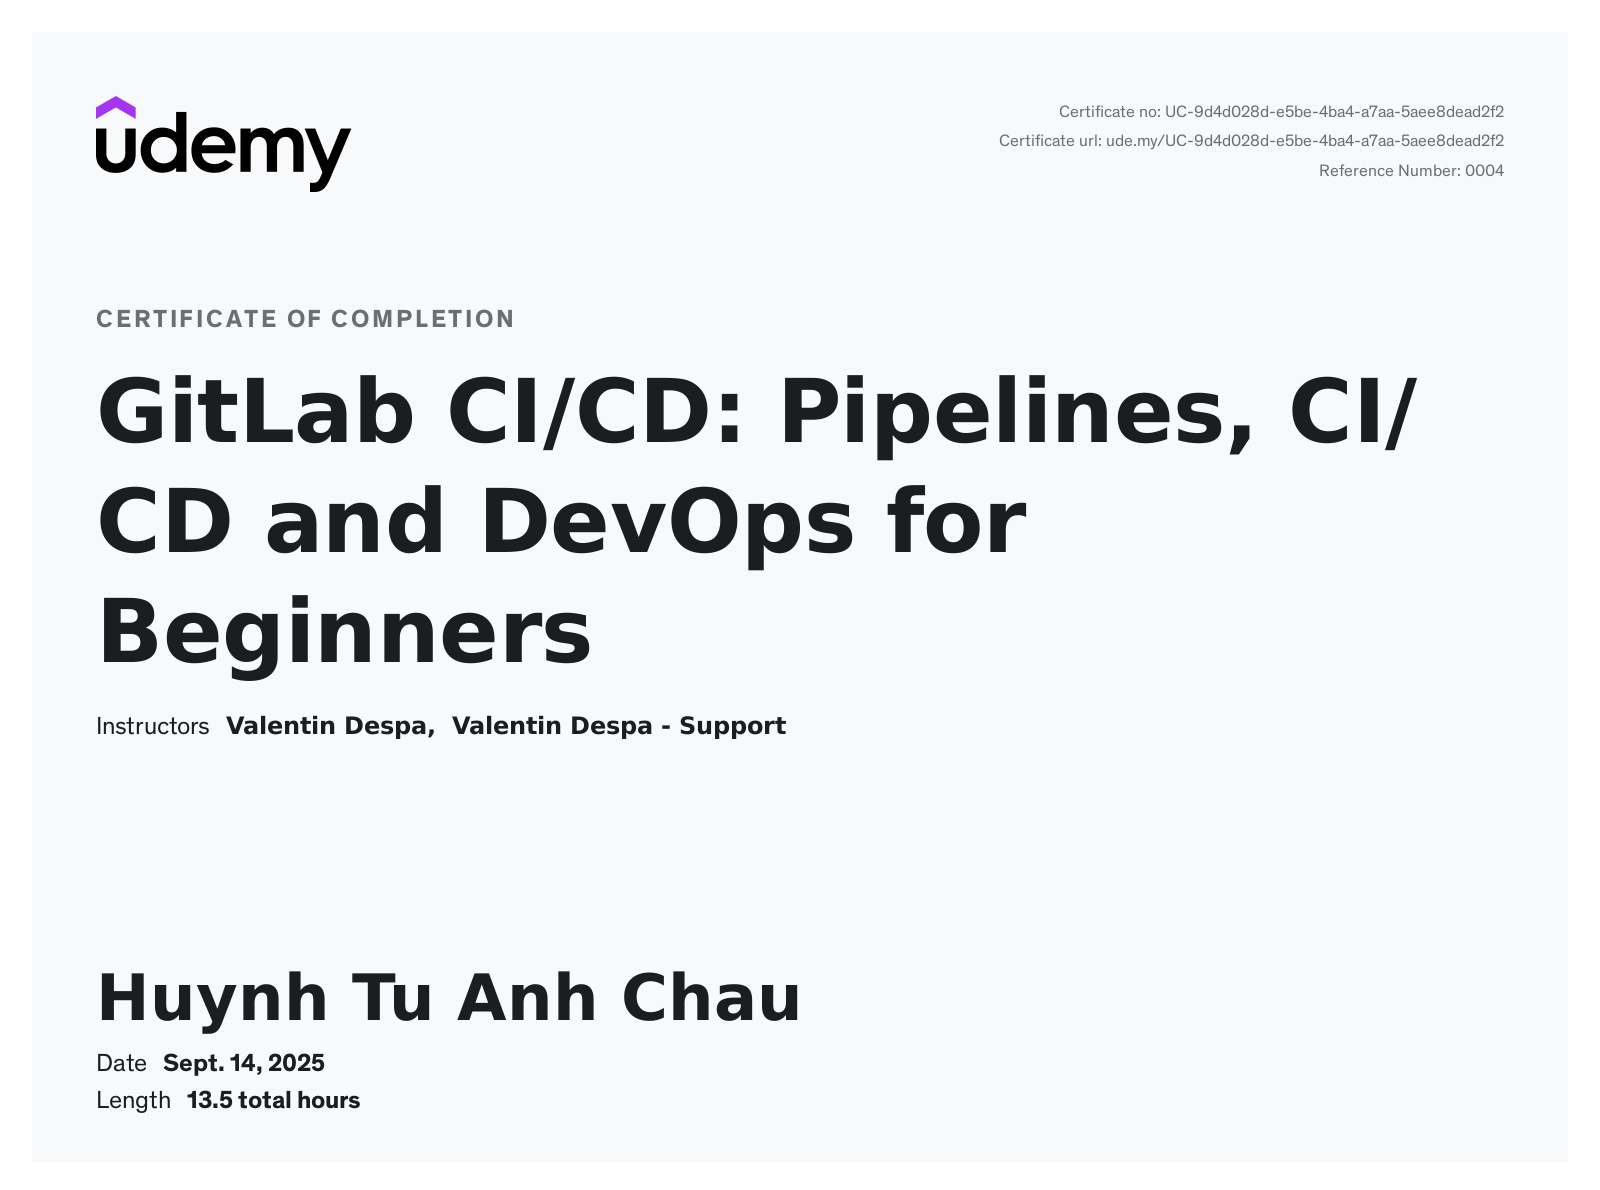 udemy
Certificate no: UC-9d4d028d-e5be-4ba4-a7aa-5aee8dead2f2
Certificate url: ude.my/UC-9d4d028d-e5be-4ba4-a7aa-5aee8dead2f2
Reference Number: 0004
CERTIFICATE OF COMPLETION
GitLab CI/CD: Pipelines, CI/
CD and DevOps for
Beginners
Instructors Valentin Despa, Valentin Despa - Support
Huynh Tu Anh Chau
Date Sept. 14, 2025
Length 13.5 total hours